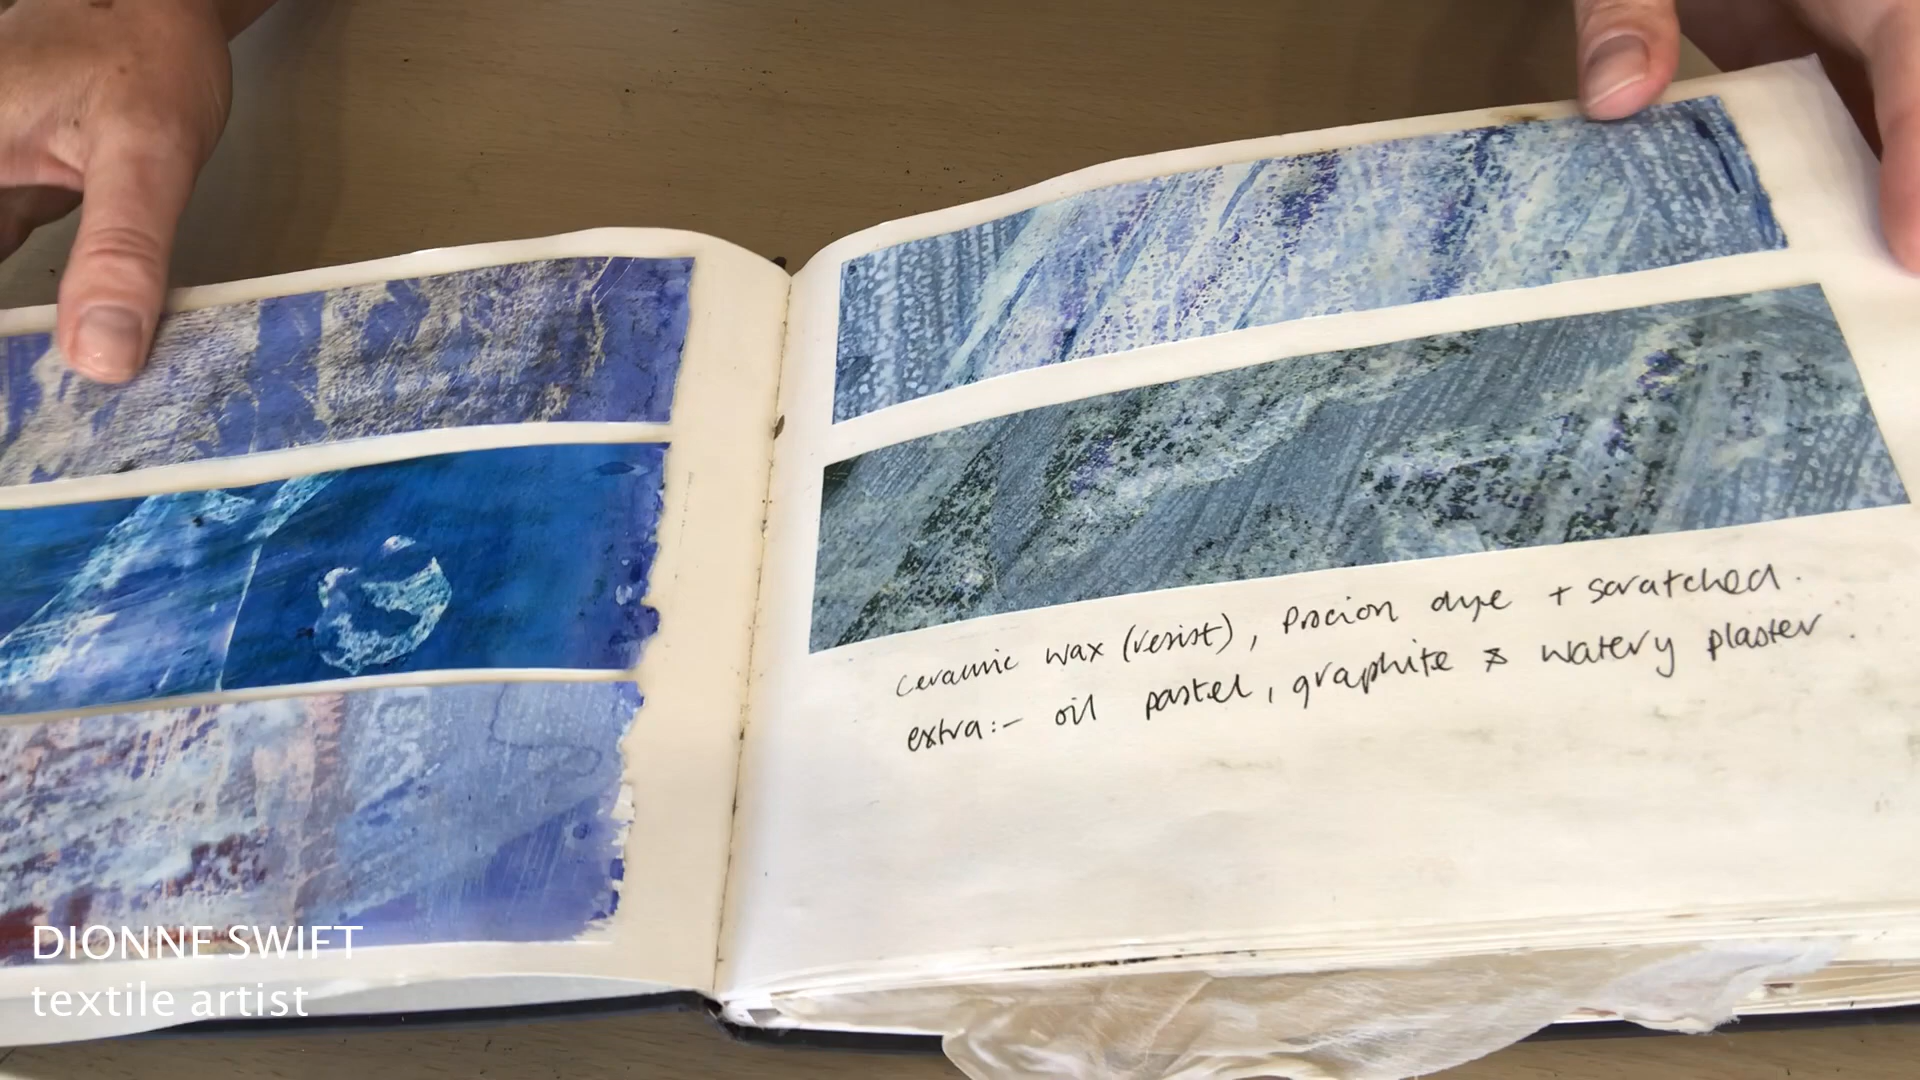 ceramic wax (resist), Procion dye + scratched.
extra:- oil pastel, graphite & watery plaster.
DIONNE SWIFT
textile artist